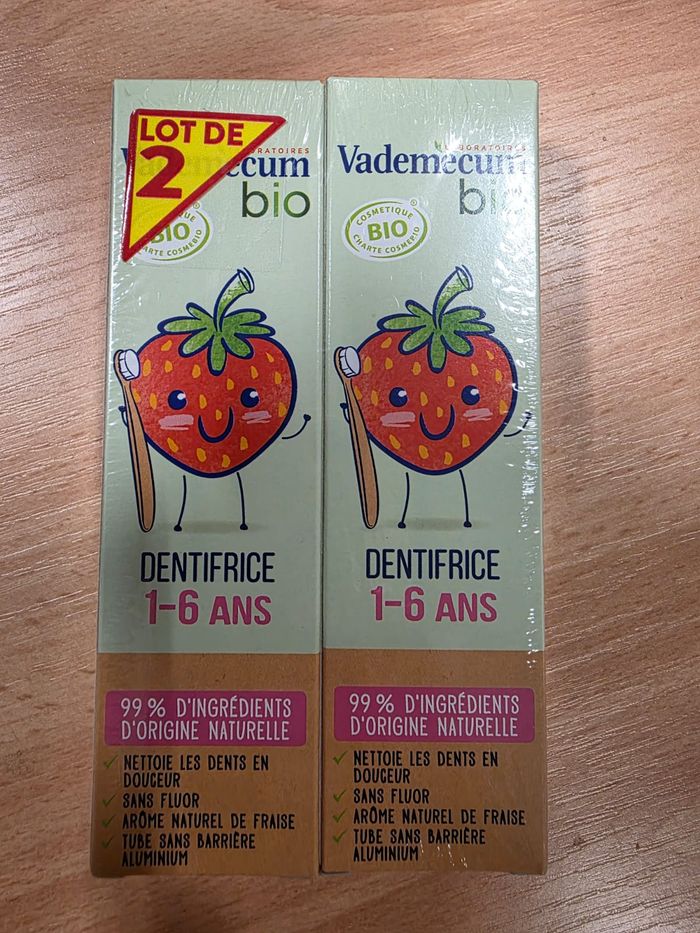 LOT DE
2
LABORATOIRES
Vademecum
bio
COSMETIQUE
BIO
CHARTE COSMEBIO
DENTIFRICE
1-6 ANS
99 % D'INGRÉDIENTS
D'ORIGINE NATURELLE
NETTOIE LES DENTS EN
DOUCEUR
SANS FLUOR
ARÔME NATUREL DE FRAISE
TUBE SANS BARRIÈRE
ALUMINIUM
Vademecum
bio
COSMETIQUE
BIO
CHARTE COSMEBIO
DENTIFRICE
1-6 ANS
99 % D'INGRÉDIENTS
D'ORIGINE NATURELLE
NETTOIE LES DENTS EN
DOUCEUR
SANS FLUOR
ARÔME NATUREL DE FRAISE
TUBE SANS BARRIÈRE
ALUMINIUM